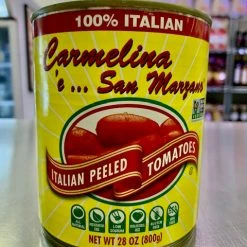 100% ITALIAN
Carmelina
'e ... San Marzano
ITALIAN PEELED
TOMATOES
NET WT 28 OZ (800g)